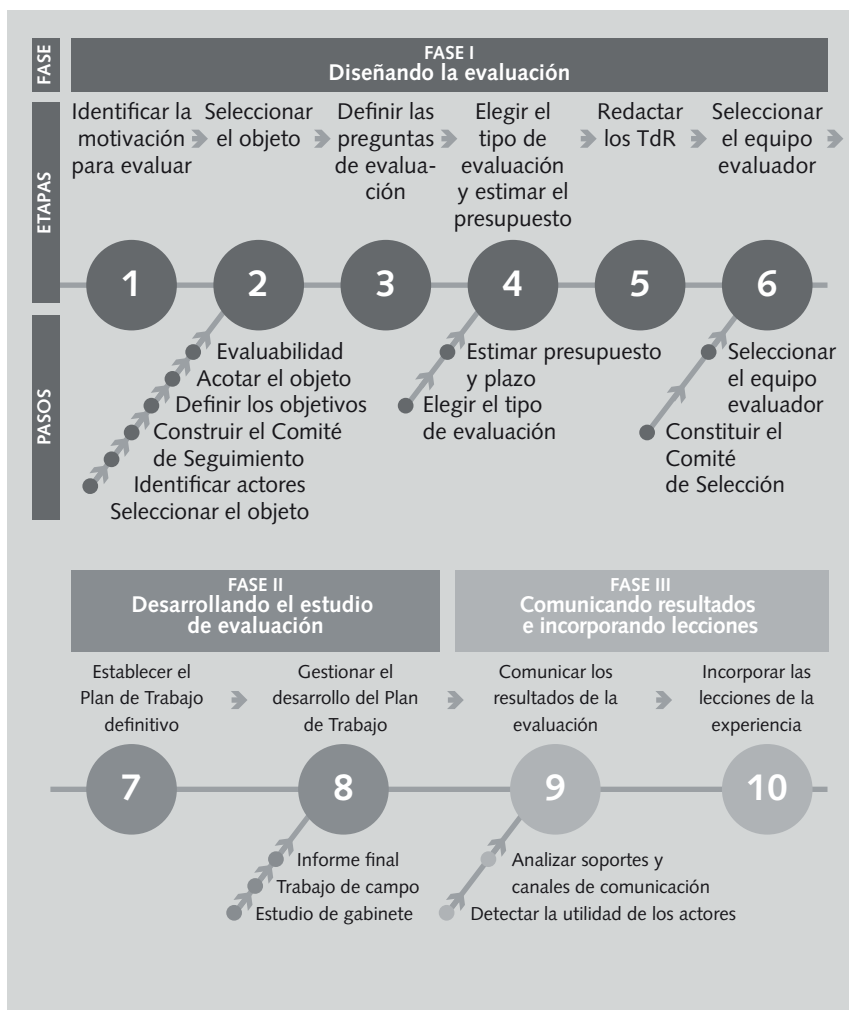 FASE
FASE I
Diseñando la evaluación
ETAPAS
Identificar la
motivación
para evaluar
Seleccionar
el objeto
Definir las
preguntas
de evalua-
ción
Elegir el
tipo de
evaluación
y estimar el
presupuesto
Redactar
los TdR
Seleccionar
el equipo
evaluador
1
2
3
4
5
6
PASOS
Evaluabilidad
Acotar el objeto
Definir los objetivos
Construir el Comité
de Seguimiento
Identificar actores
Seleccionar el objeto
Estimar presupuesto
y plazo
Elegir el tipo
de evaluación
Seleccionar
el equipo
evaluador
Constituir el
Comité
de Selección
FASE II
Desarrollando el estudio
de evaluación
FASE III
Comunicando resultados
e incorporando lecciones
Establecer el
Plan de Trabajo
definitivo
Gestionar el
desarrollo del Plan
de Trabajo
Comunicar los
resultados de la
evaluación
Incorporar las
lecciones de la
experiencia
7
8
9
10
Informe final
Trabajo de campo
Estudio de gabinete
Analizar soportes y
canales de comunicación
Detectar la utilidad de los actores